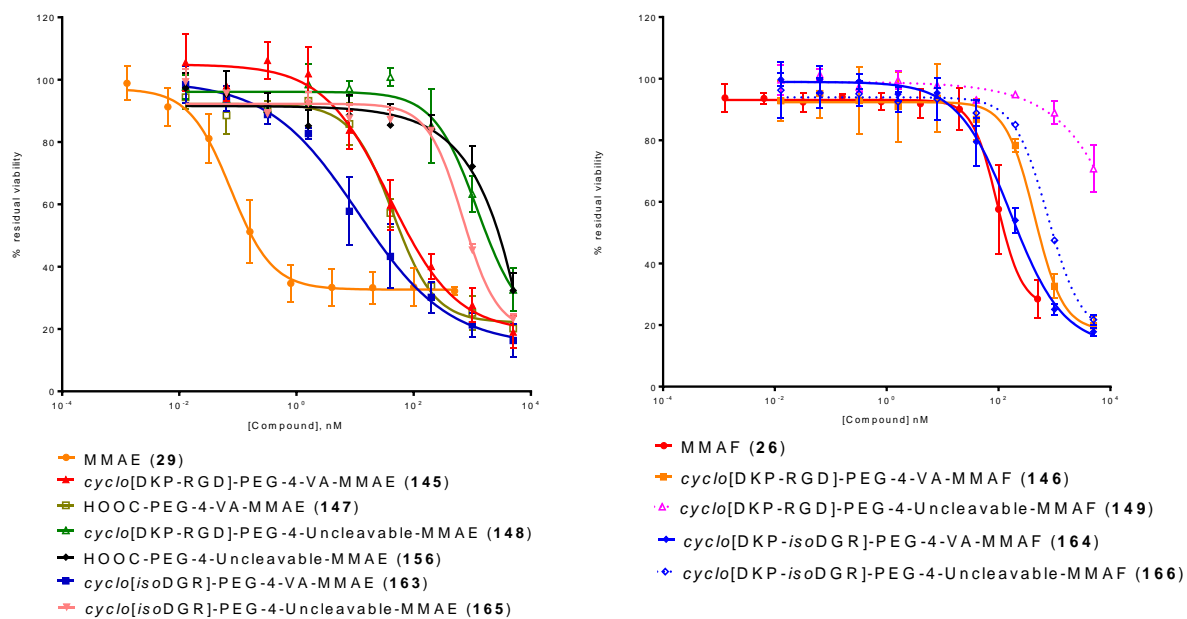 120
100
80
60
40
20
0
% residual viability
10-4
10-2
100
102
104
[Compound], nM
MMAE (29)
cyclo[DKP-RGD]-PEG-4-VA-MMAE (145)
HOOC-PEG-4-VA-MMAE (147)
cyclo[DKP-RGD]-PEG-4-Uncleavable-MMAE (148)
HOOC-PEG-4-Uncleavable-MMAE (156)
cyclo[isoDGR]-PEG-4-VA-MMAE (163)
cyclo[isoDGR]-PEG-4-Uncleavable-MMAE (165)
120
100
80
60
40
20
0
% residual viability
10-4
10-2
100
102
104
[Compound] nM
MMAF (26)
cyclo[DKP-RGD]-PEG-4-VA-MMAF (146)
cyclo[DKP-RGD]-PEG-4-Uncleavable-MMAF (149)
cyclo[DKP-isoDGR]-PEG-4-VA-MMAF (164)
cyclo[DKP-isoDGR]-PEG-4-Uncleavable-MMAF (166)